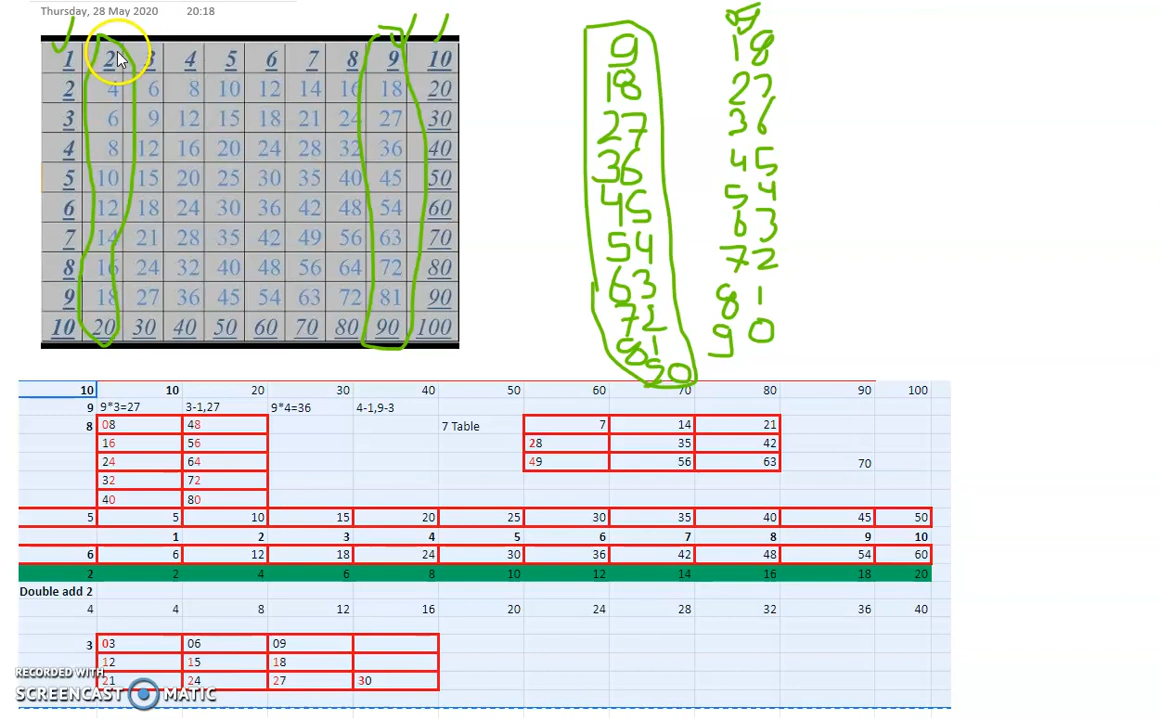 Thursday, 28 May 2020 20:18
1 2 3 4 5 6 7 8 9 10
2 4 6 8 10 12 14 16 18 20
3 6 9 12 15 18 21 24 27 30
4 8 12 16 20 24 28 32 36 40
5 10 15 20 25 30 35 40 45 50
6 12 18 24 30 36 42 48 54 60
7 14 21 28 35 42 49 56 63 70
8 16 24 32 40 48 56 64 72 80
9 18 27 36 45 54 63 72 81 90
10 20 30 40 50 60 70 80 90 100
9
18 18
27 27
36 36
45 45
54 54
63 63
72 72
81 81
90 90
10 10 20 30 40 50 60 70 80 90 100
9 9*3=27 3-1,27 9*4=36 4-1,9-3
8 08 48 7 Table 7 14 21
16 56 28 35 42
24 64 49 56 63 70
32 72
40 80
5 5 10 15 20 25 30 35 40 45 50
1 2 3 4 5 6 7 8 9 10
6 6 12 18 24 30 36 42 48 54 60
2 2 4 6 8 10 12 14 16 18 20
Double add 2
4 4 8 12 16 20 24 28 32 36 40
3 03 06 09
12 15 18
21 24 27 30
RECORDED WITH
SCREENCAST MATIC